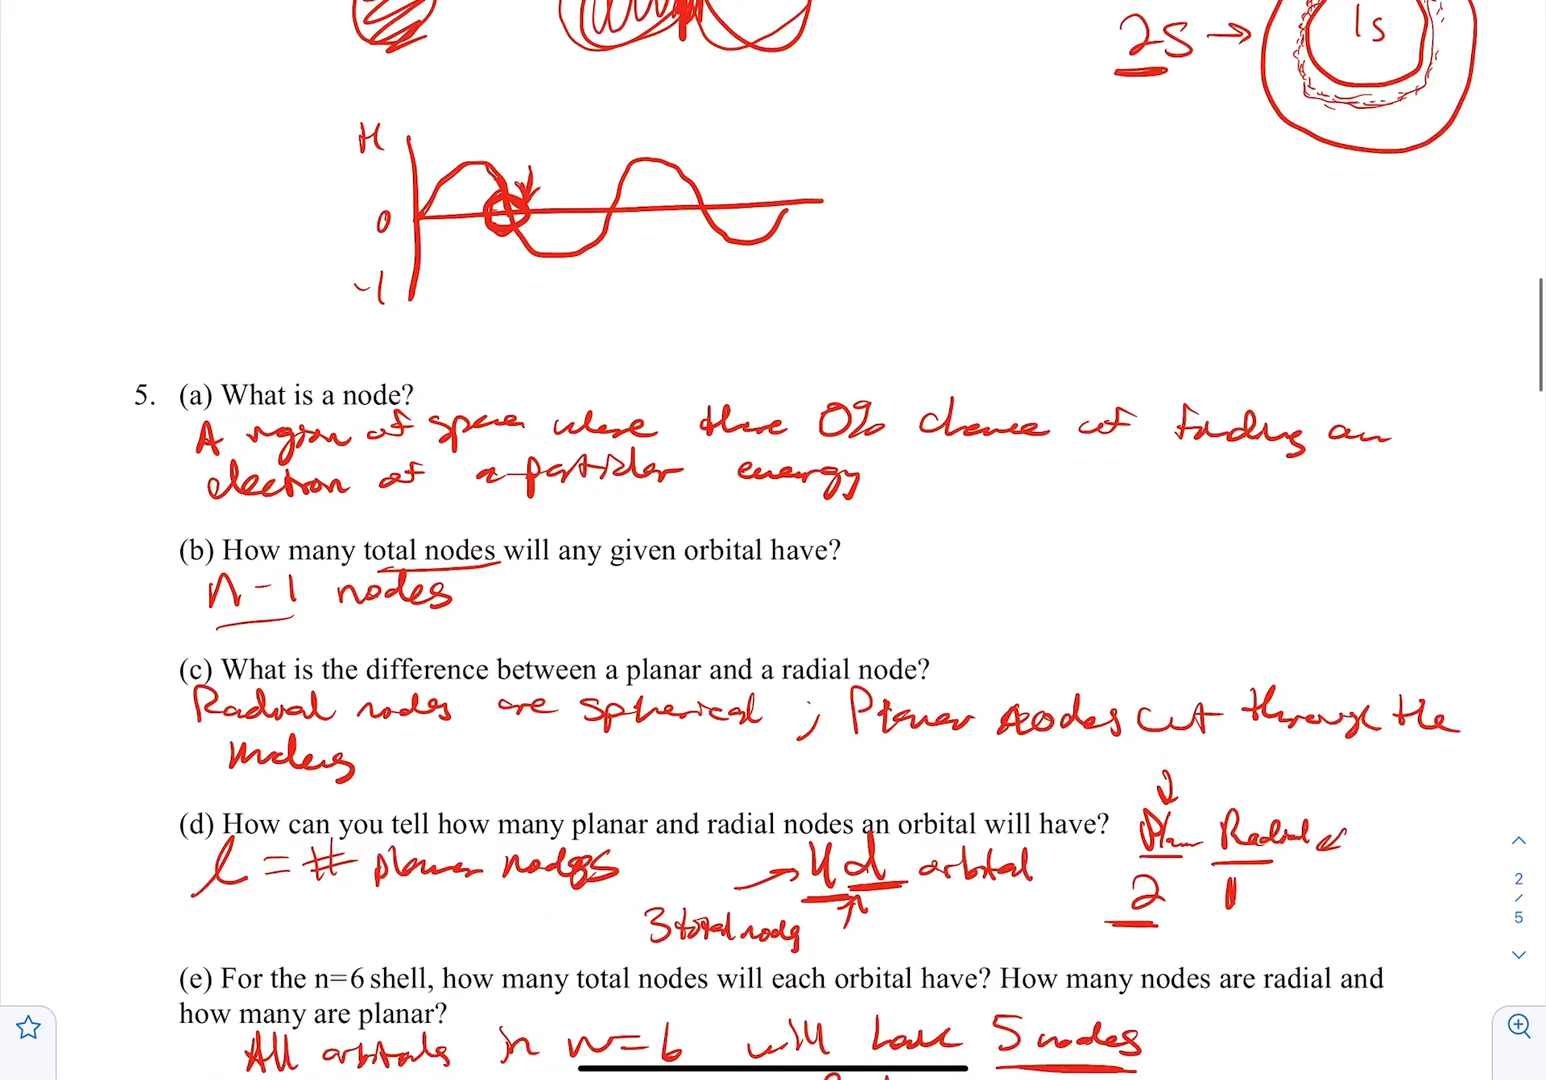 2s → 1s
+1
0
-1
5. (a) What is a node?
A region of space where there 0% chance of finding an
electron of a particular energy
(b) How many total nodes will any given orbital have?
n-1 nodes
(c) What is the difference between a planar and a radial node?
Radial nodes are spherical ; Planar nodes cut through the
nucleus
(d) How can you tell how many planar and radial nodes an orbital will have?
l = # planar nodes → 4d orbital
Plan Radial
2 1
3 total nodes
(e) For the n=6 shell, how many total nodes will each orbital have? How many nodes are radial and
how many are planar?
All orbitals in n=6 will have 5 nodes
2
/
5